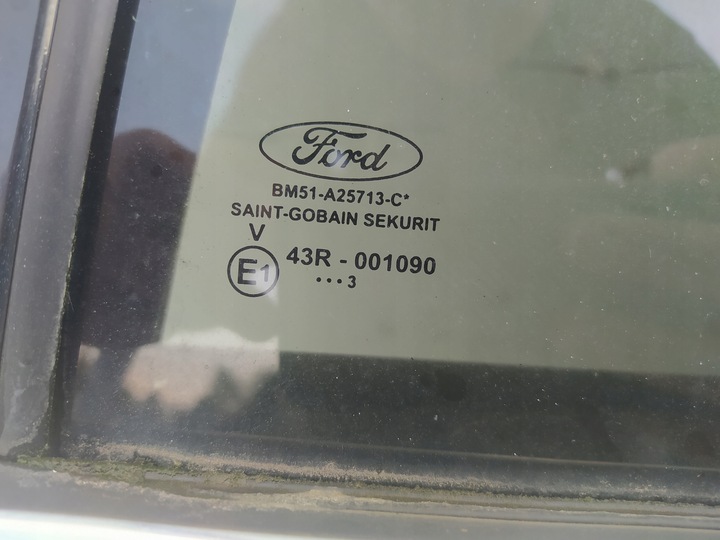 Ford
BM51-A25713-C*
SAINT-GOBAIN SEKURIT
V
E1 43R - 001090
•••3